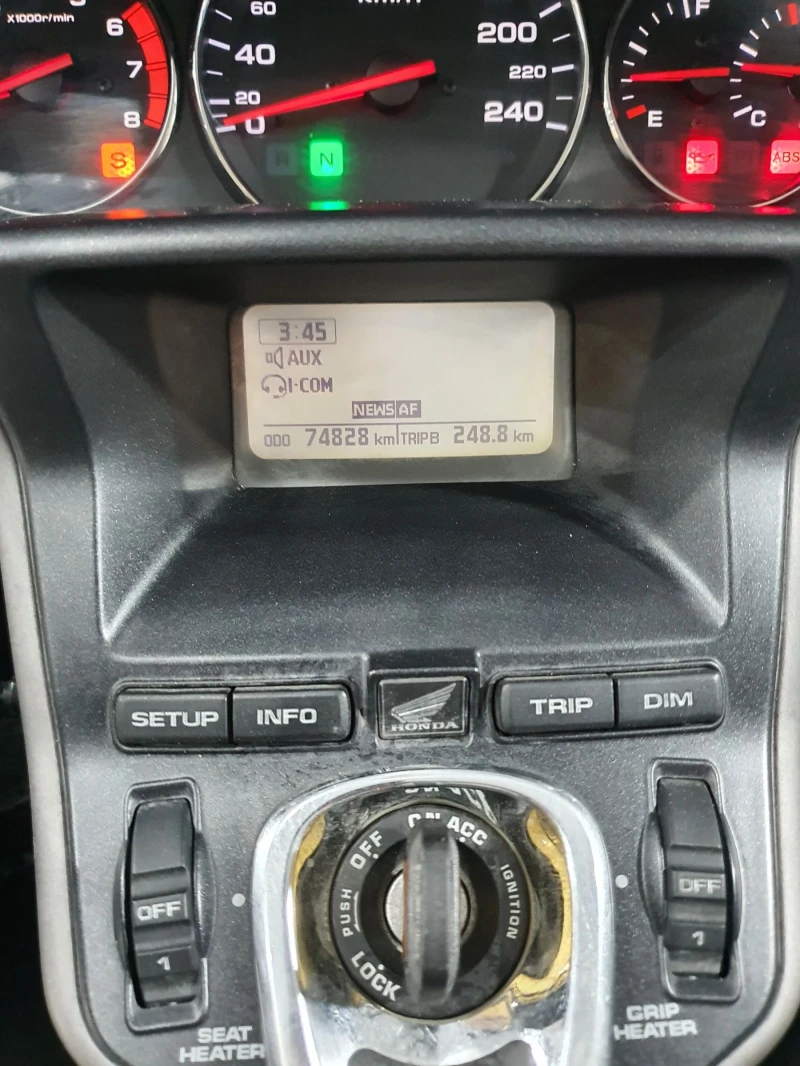 X1000r/min
6
7
8
S
60
40
20
0
N
200
220
240
F
E
C
ABS
3:45
AUX
I-COM
NEWS AF
ODO 74828 km TRIP B 248.8 km
SETUP
INFO
HONDA
TRIP
DIM
OFF
ON
ACC
IGNITION
PUSH
LOCK
OFF
1
SEAT
HEATER
OFF
1
GRIP
HEATER